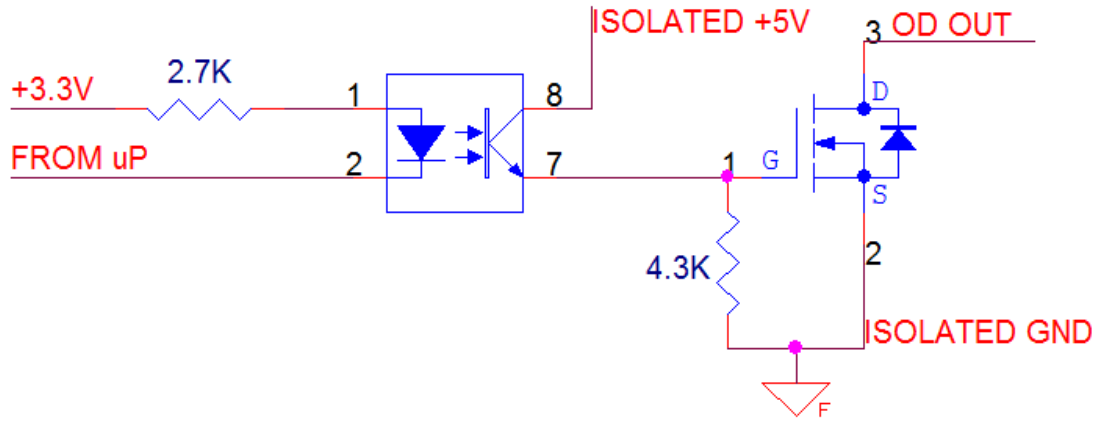 ISOLATED +5V
3 OD OUT
2.7K
+3.3V
1
8
D
FROM uP
2
7
1
G
S
4.3K
2
ISOLATED GND
F